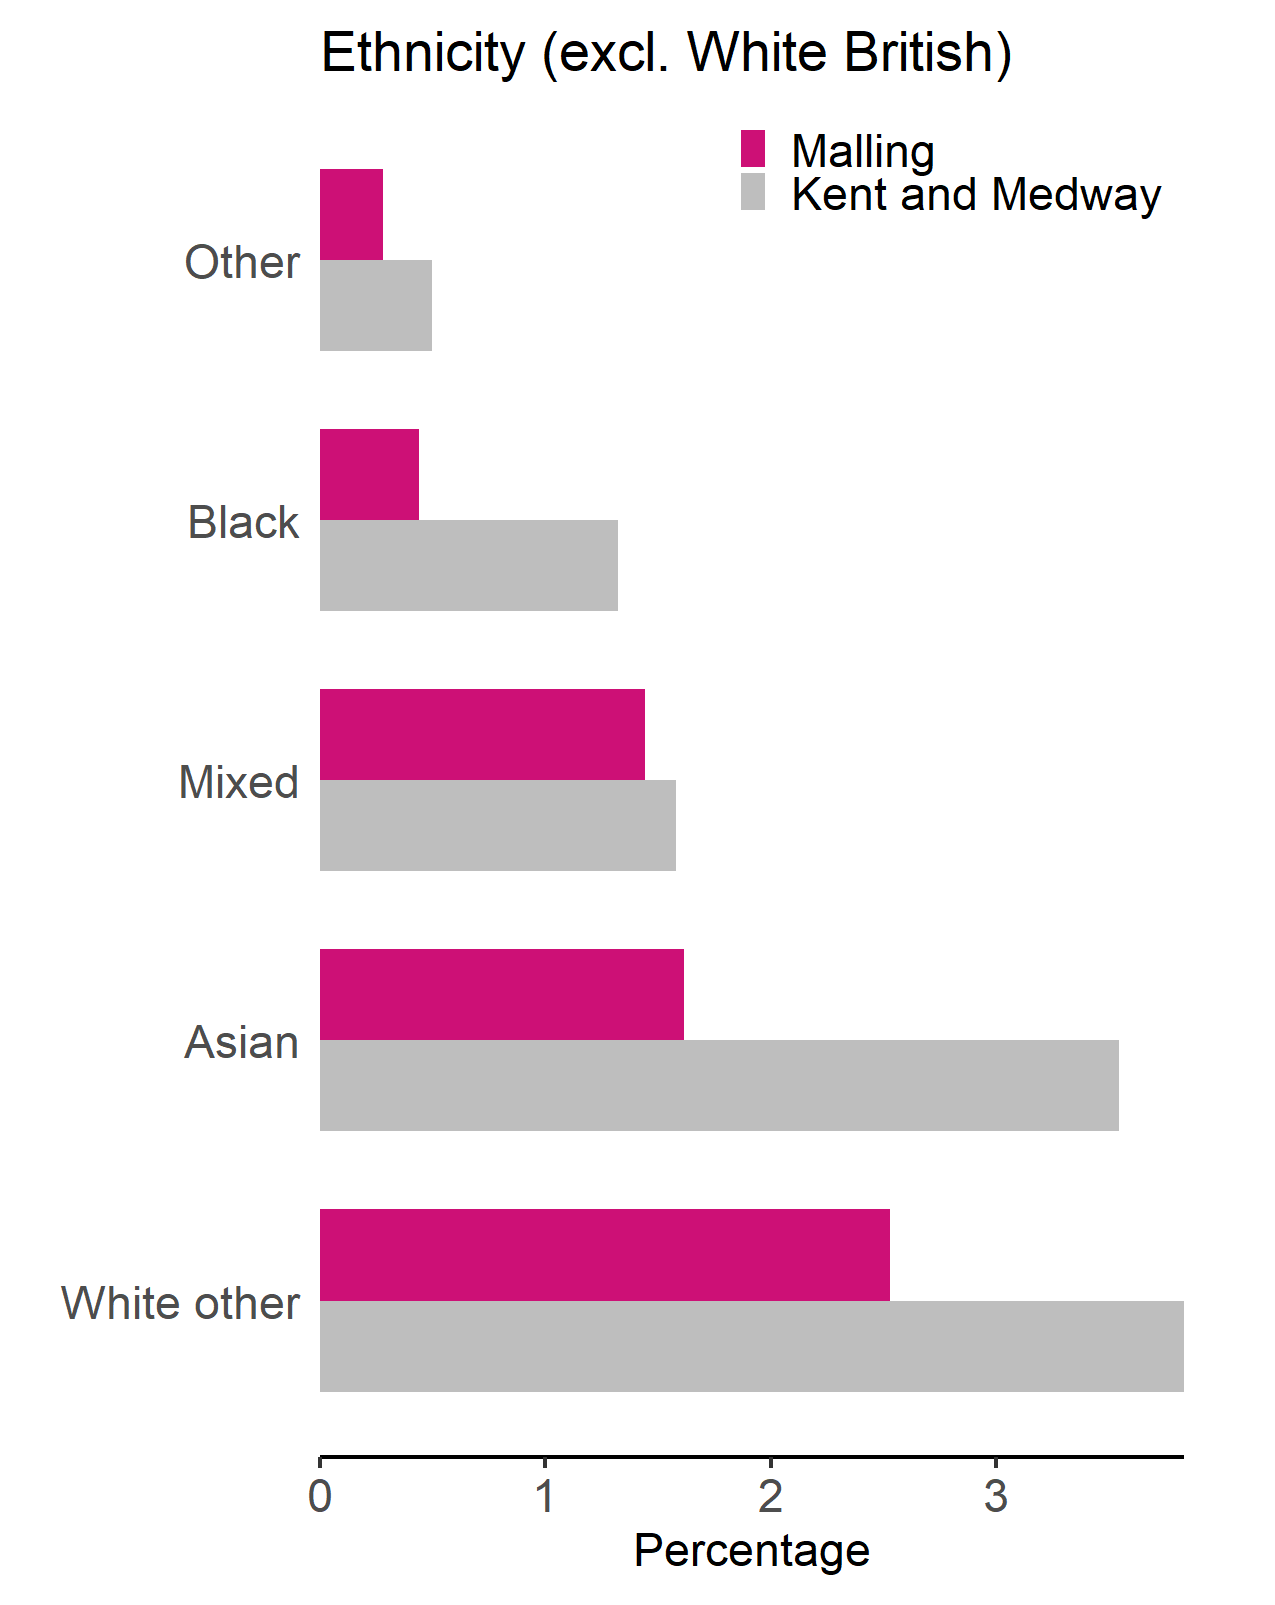 Ethnicity (excl. White British)
Malling
Kent and Medway
Other
Black
Mixed
Asian
White other
0 1 2 3
Percentage